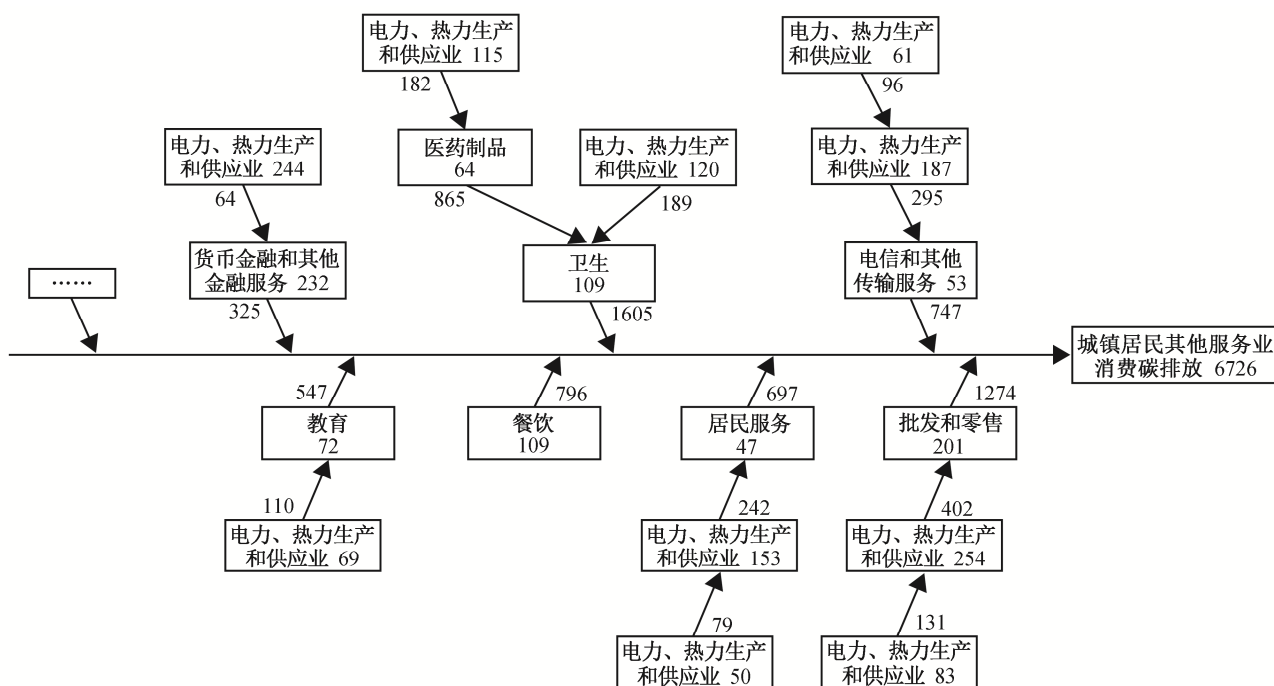 电力、热力生产
和供应业 115
182
电力、热力生产
和供应业 61
96
电力、热力生产
和供应业 244
64
医药制品
64
865
电力、热力生产
和供应业 120
189
电力、热力生产
和供应业 187
295
……
货币金融和其他
金融服务 232
325
卫生
109
1605
电信和其他
传输服务 53
747
城镇居民其他服务业
消费碳排放 6726
547
教育
72
110
电力、热力生产
和供应业 69
796
餐饮
109
697
居民服务
47
242
电力、热力生产
和供应业 153
79
电力、热力生产
和供应业 50
1274
批发和零售
201
402
电力、热力生产
和供应业 254
131
电力、热力生产
和供应业 83